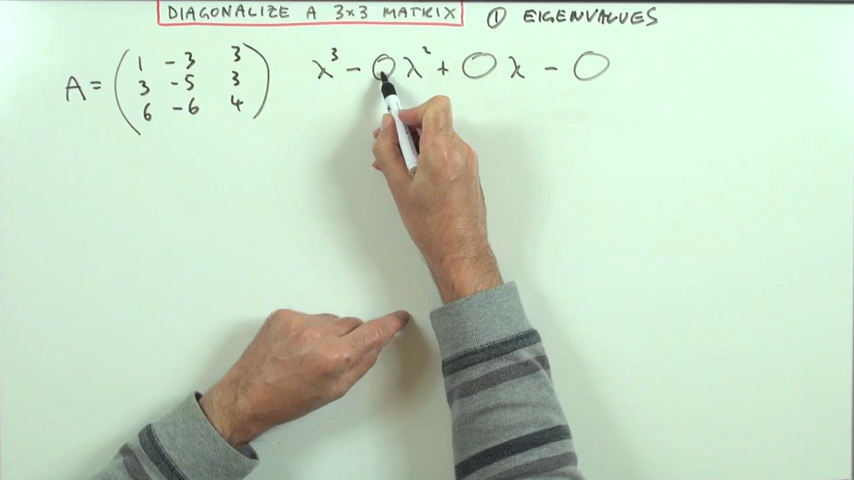 DIAGONALIZE A 3×3 MATRIX ① EIGENVALUES
A = ( 1 -3 3
3 -5 3
6 -6 4 )
λ³ - ○λ² + ○λ - ○